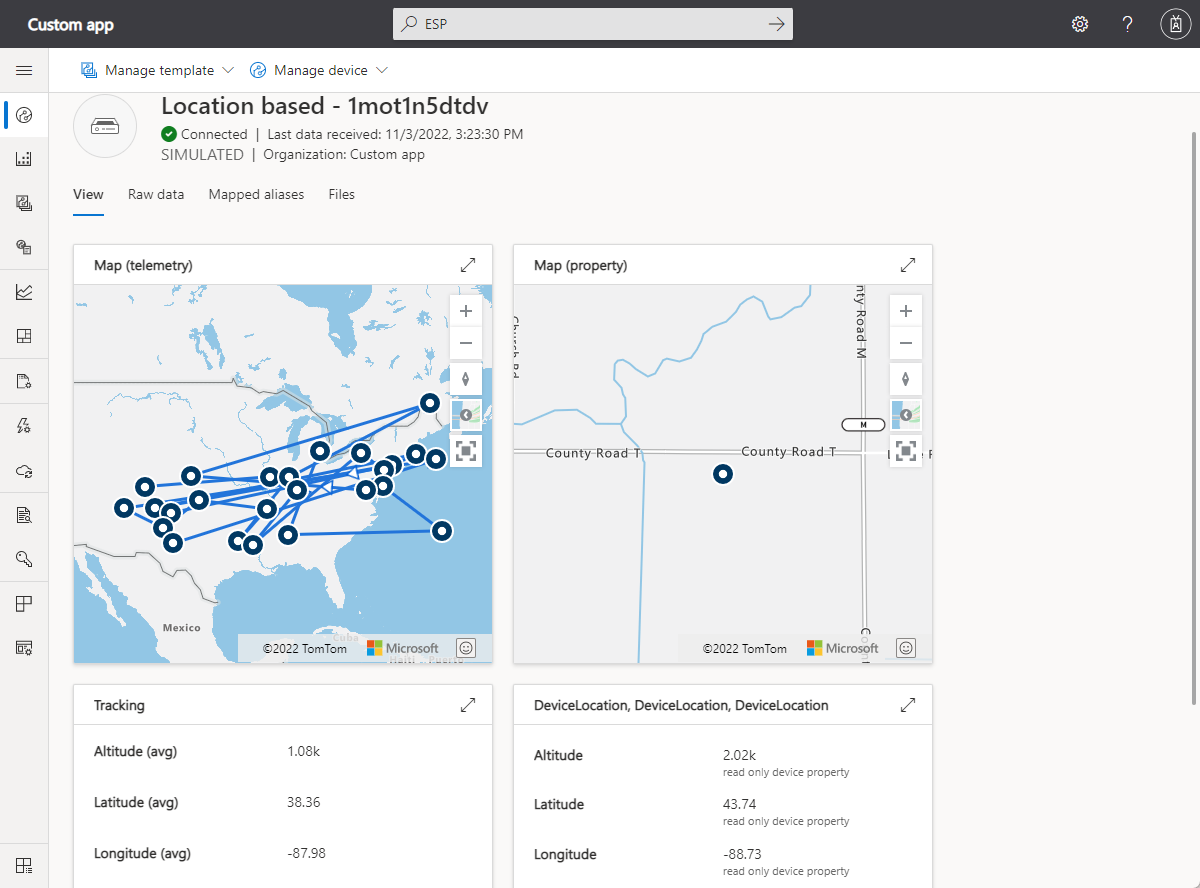 Custom app
ESP
Manage template
Manage device
Location based - 1mot1n5dtdv
Connected | Last data received: 11/3/2022, 3:23:30 PM
SIMULATED | Organization: Custom app
View Raw data Mapped aliases Files
Map (telemetry)
Mexico
Cuba
©2022 TomTom
Microsoft
Map (property)
Church Rd
nty Road M
M
County Road T
County Road T
©2022 TomTom
Microsoft
Tracking
Altitude (avg) 1.08k
Latitude (avg) 38.36
Longitude (avg) -87.98
DeviceLocation, DeviceLocation, DeviceLocation
Altitude 2.02k
read only device property
Latitude 43.74
read only device property
Longitude -88.73
read only device property